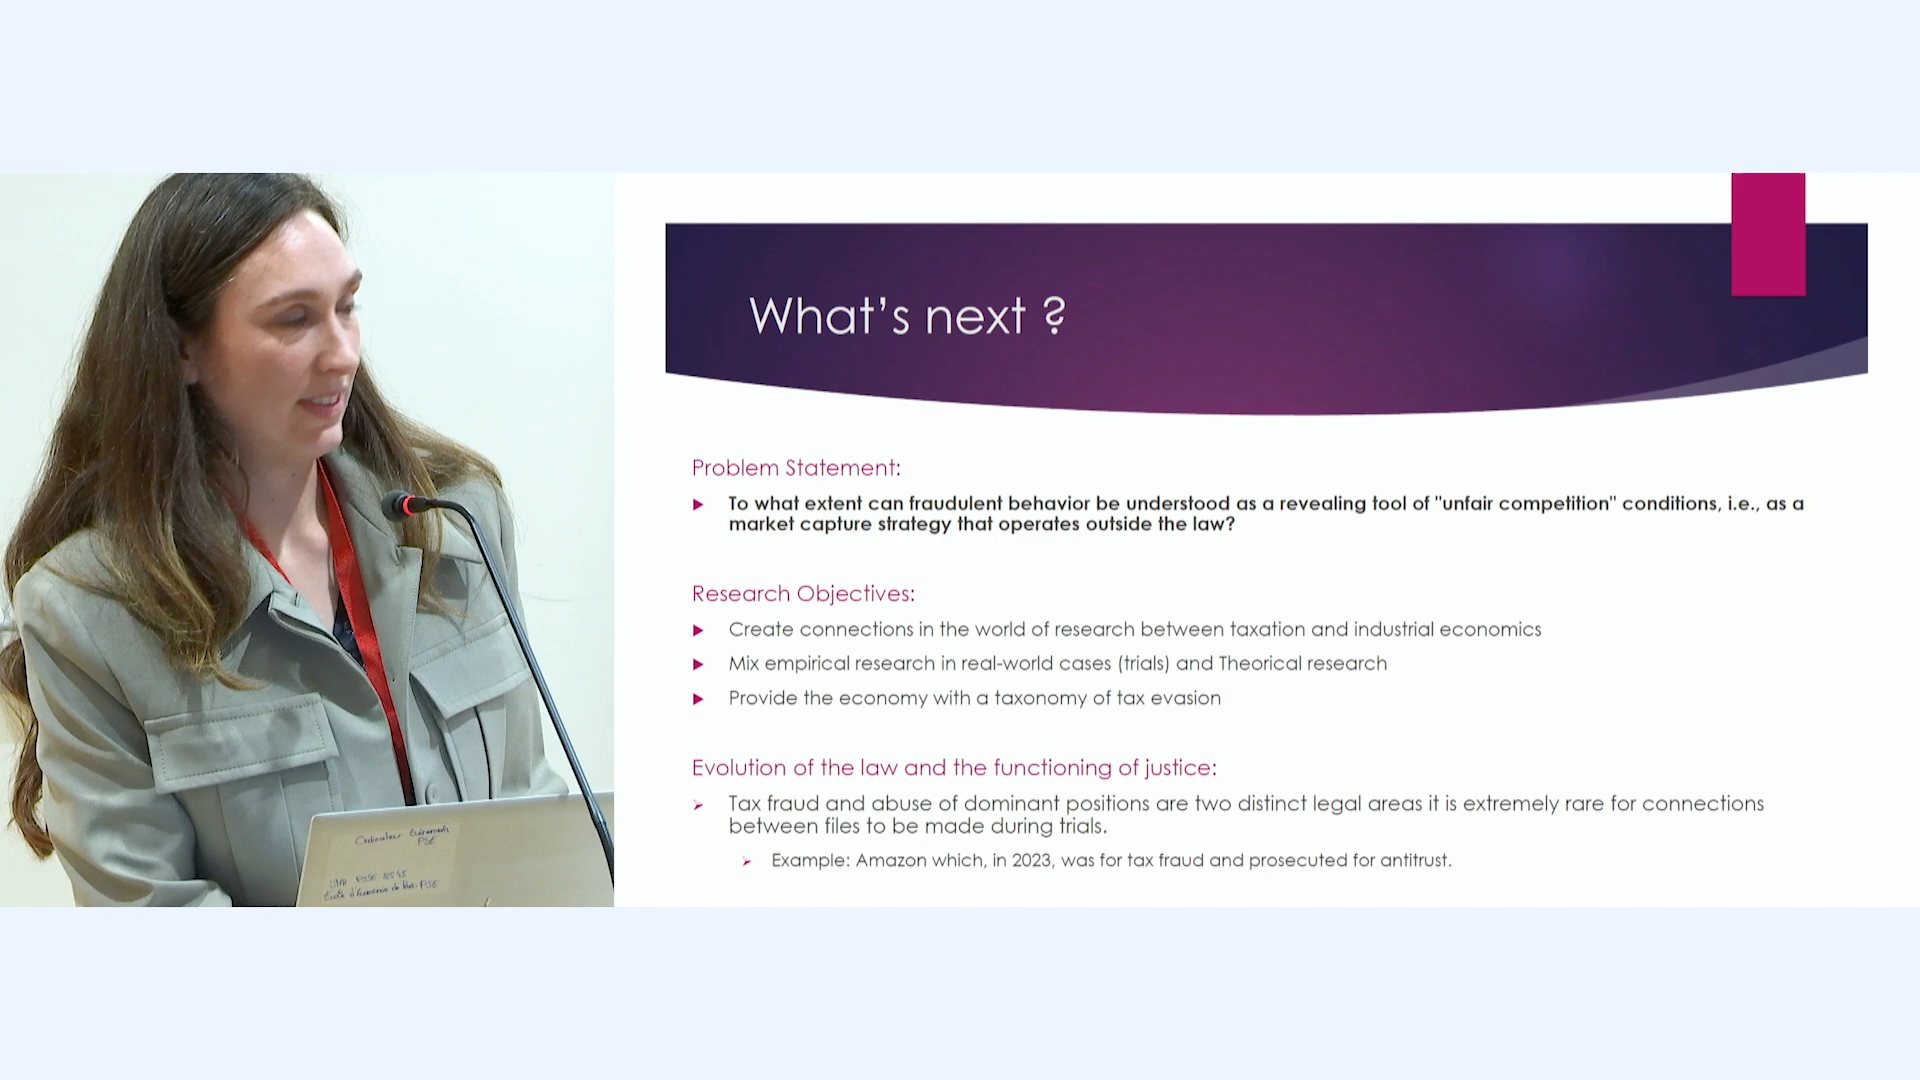 What's next ?
Problem Statement:
To what extent can fraudulent behavior be understood as a revealing tool of "unfair competition" conditions, i.e., as a
market capture strategy that operates outside the law?
Research Objectives:
Create connections in the world of research between taxation and industrial economics
Mix empirical research in real-world cases (trials) and Theorical research
Provide the economy with a taxonomy of tax evasion
Evolution of the law and the functioning of justice:
Tax fraud and abuse of dominant positions are two distinct legal areas it is extremely rare for connections
between files to be made during trials.
Example: Amazon which, in 2023, was for tax fraud and prosecuted for antitrust.
PSE